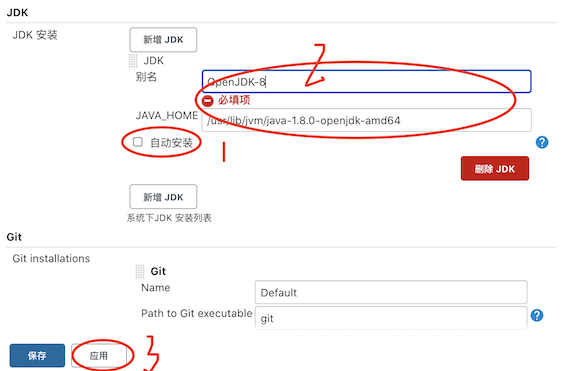 JDK
JDK 安装
新增 JDK
JDK
别名
OpenJDK-8
必填项
JAVA_HOME
/usr/lib/jvm/java-1.8.0-openjdk-amd64
自动安装
?
1
2
删除 JDK
新增 JDK
系统下JDK 安装列表
Git
Git installations
Git
Name
Default
Path to Git executable
git
?
保存
应用
3